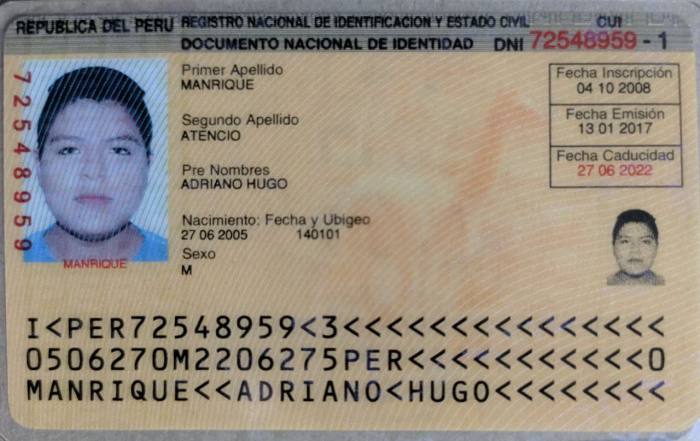 REPUBLICA DEL PERU REGISTRO NACIONAL DE IDENTIFICACION Y ESTADO CIVIL CUI
DOCUMENTO NACIONAL DE IDENTIDAD DNI 72548959 - 1
72548959
Primer Apellido
MANRIQUE
Segundo Apellido
ATENCIO
Pre Nombres
ADRIANO HUGO
Nacimiento: Fecha y Ubigeo
27 06 2005 140101
Sexo
M
Fecha Inscripción
04 10 2008
Fecha Emisión
13 01 2017
Fecha Caducidad
27 06 2022
MANRIQUE
I<PER72548959<3<<<<<<<<<<<<<<<
0506270M2206275PER<<<<<<<<<<<0
MANRIQUE<<ADRIANO<HUGO<<<<<<<<